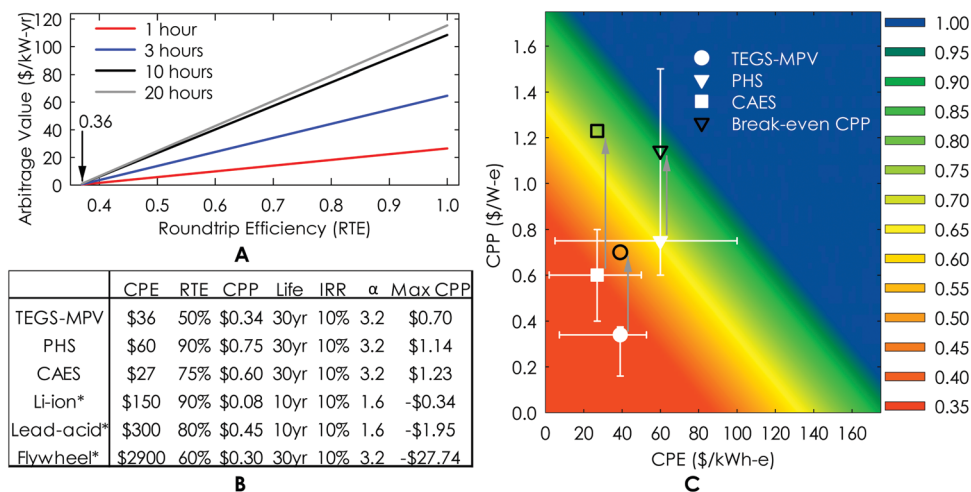 120
100
80
60
40
20
0
Arbitrage Value ($/kW-yr)
1 hour
3 hours
10 hours
20 hours
0.36
0.4 0.5 0.6 0.7 0.8 0.9 1.0
Roundtrip Efficiency (RTE)
A
CPE RTE CPP Life IRR α Max CPP
TEGS-MPV $36 50% $0.34 30yr 10% 3.2 $0.70
PHS $60 90% $0.75 30yr 10% 3.2 $1.14
CAES $27 75% $0.60 30yr 10% 3.2 $1.23
Li-ion* $150 90% $0.08 10yr 10% 1.6 -$0.34
Lead-acid* $300 80% $0.45 10yr 10% 1.6 -$1.95
Flywheel* $2900 60% $0.30 30yr 10% 3.2 -$27.74
B
1.6
1.4
1.2
1.0
0.8
0.6
0.4
0.2
0.0
CPP ($/W-e)
TEGS-MPV
PHS
CAES
Break-even CPP
0 20 40 60 80 100 120 140 160
CPE ($/kWh-e)
C
1.00
0.95
0.90
0.85
0.80
0.75
0.70
0.65
0.60
0.55
0.50
0.45
0.40
0.35